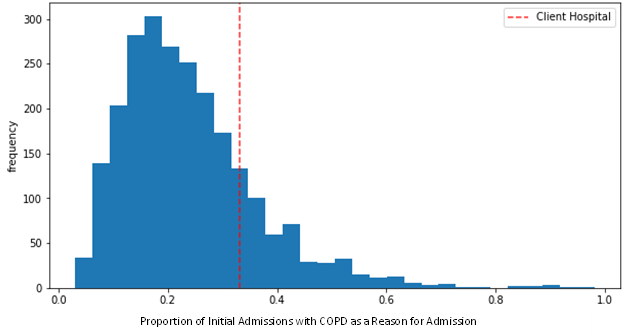 Client Hospital
300
250
200
150
100
50
0
frequency
0.0 0.2 0.4 0.6 0.8 1.0
Proportion of Initial Admissions with COPD as a Reason for Admission